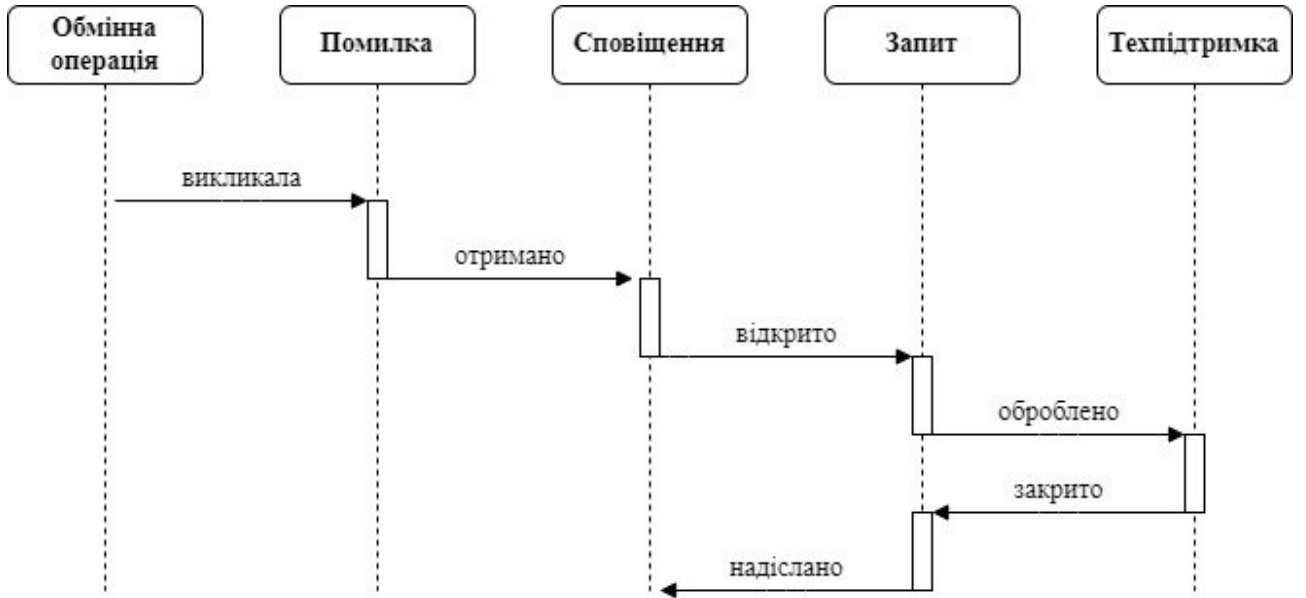 Обмінна
операція
Помилка
Сповіщення
Запит
Техпідтримка
викликала
отримано
відкрито
оброблено
закрито
надіслано